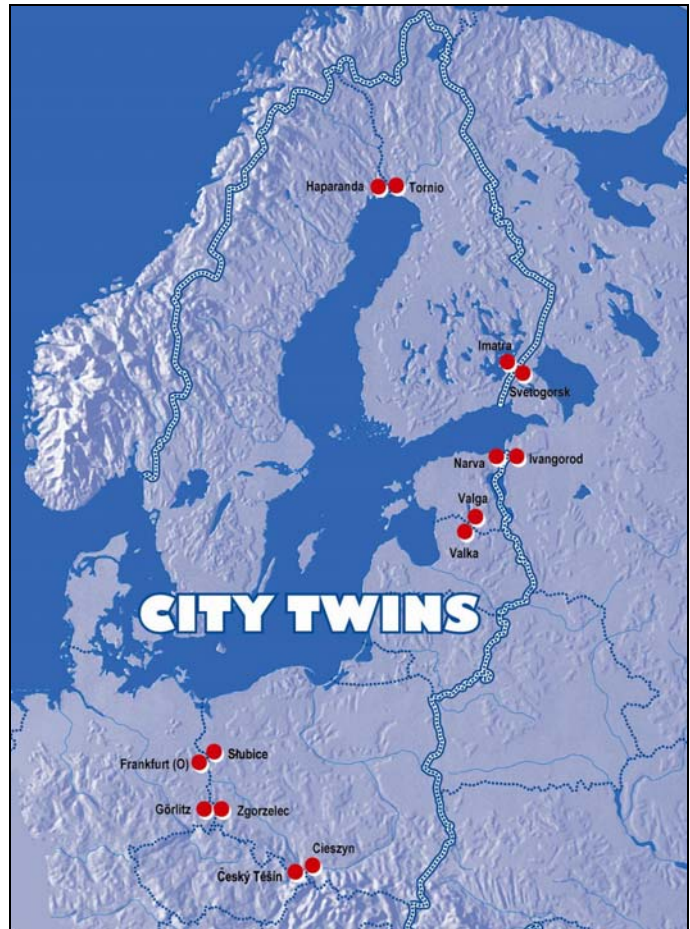 Haparanda
Tornio
Imatra
Svetogorsk
Narva
Ivangorod
Valga
Valka
CITY TWINS
Słubice
Frankfurt (O)
Görlitz
Zgorzelec
Cieszyn
Český Těšín